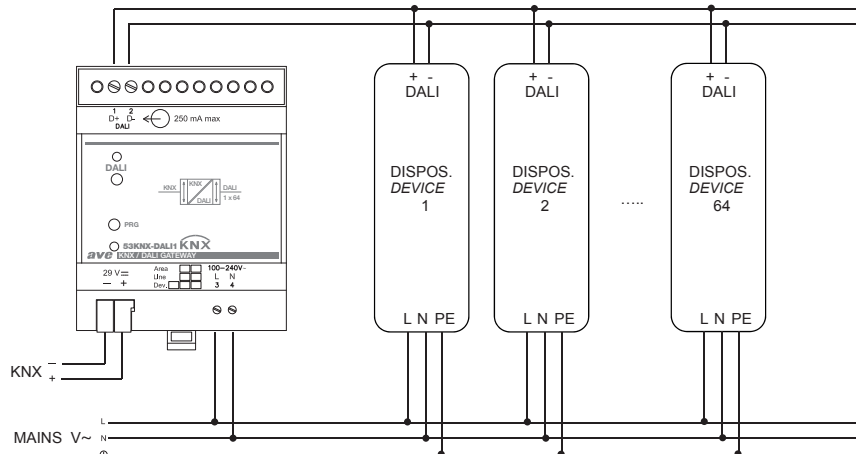 1 2
D+ D-
DALI
250 mA max
DALI
KNX
KNX
DALI
DALI
1 x 64
PRG
53KNX-DALI1 KNX
ave KNX / DALI GATEWAY
29 V
− +
Area
Line
Dev.
100-240V~
L N
3 4
KNX − +
+ -
DALI
DISPOS.
DEVICE
1
L N PE
+ -
DALI
DISPOS.
DEVICE
2
L N PE
.....
+ -
DALI
DISPOS.
DEVICE
64
L N PE
MAINS V~
L
N